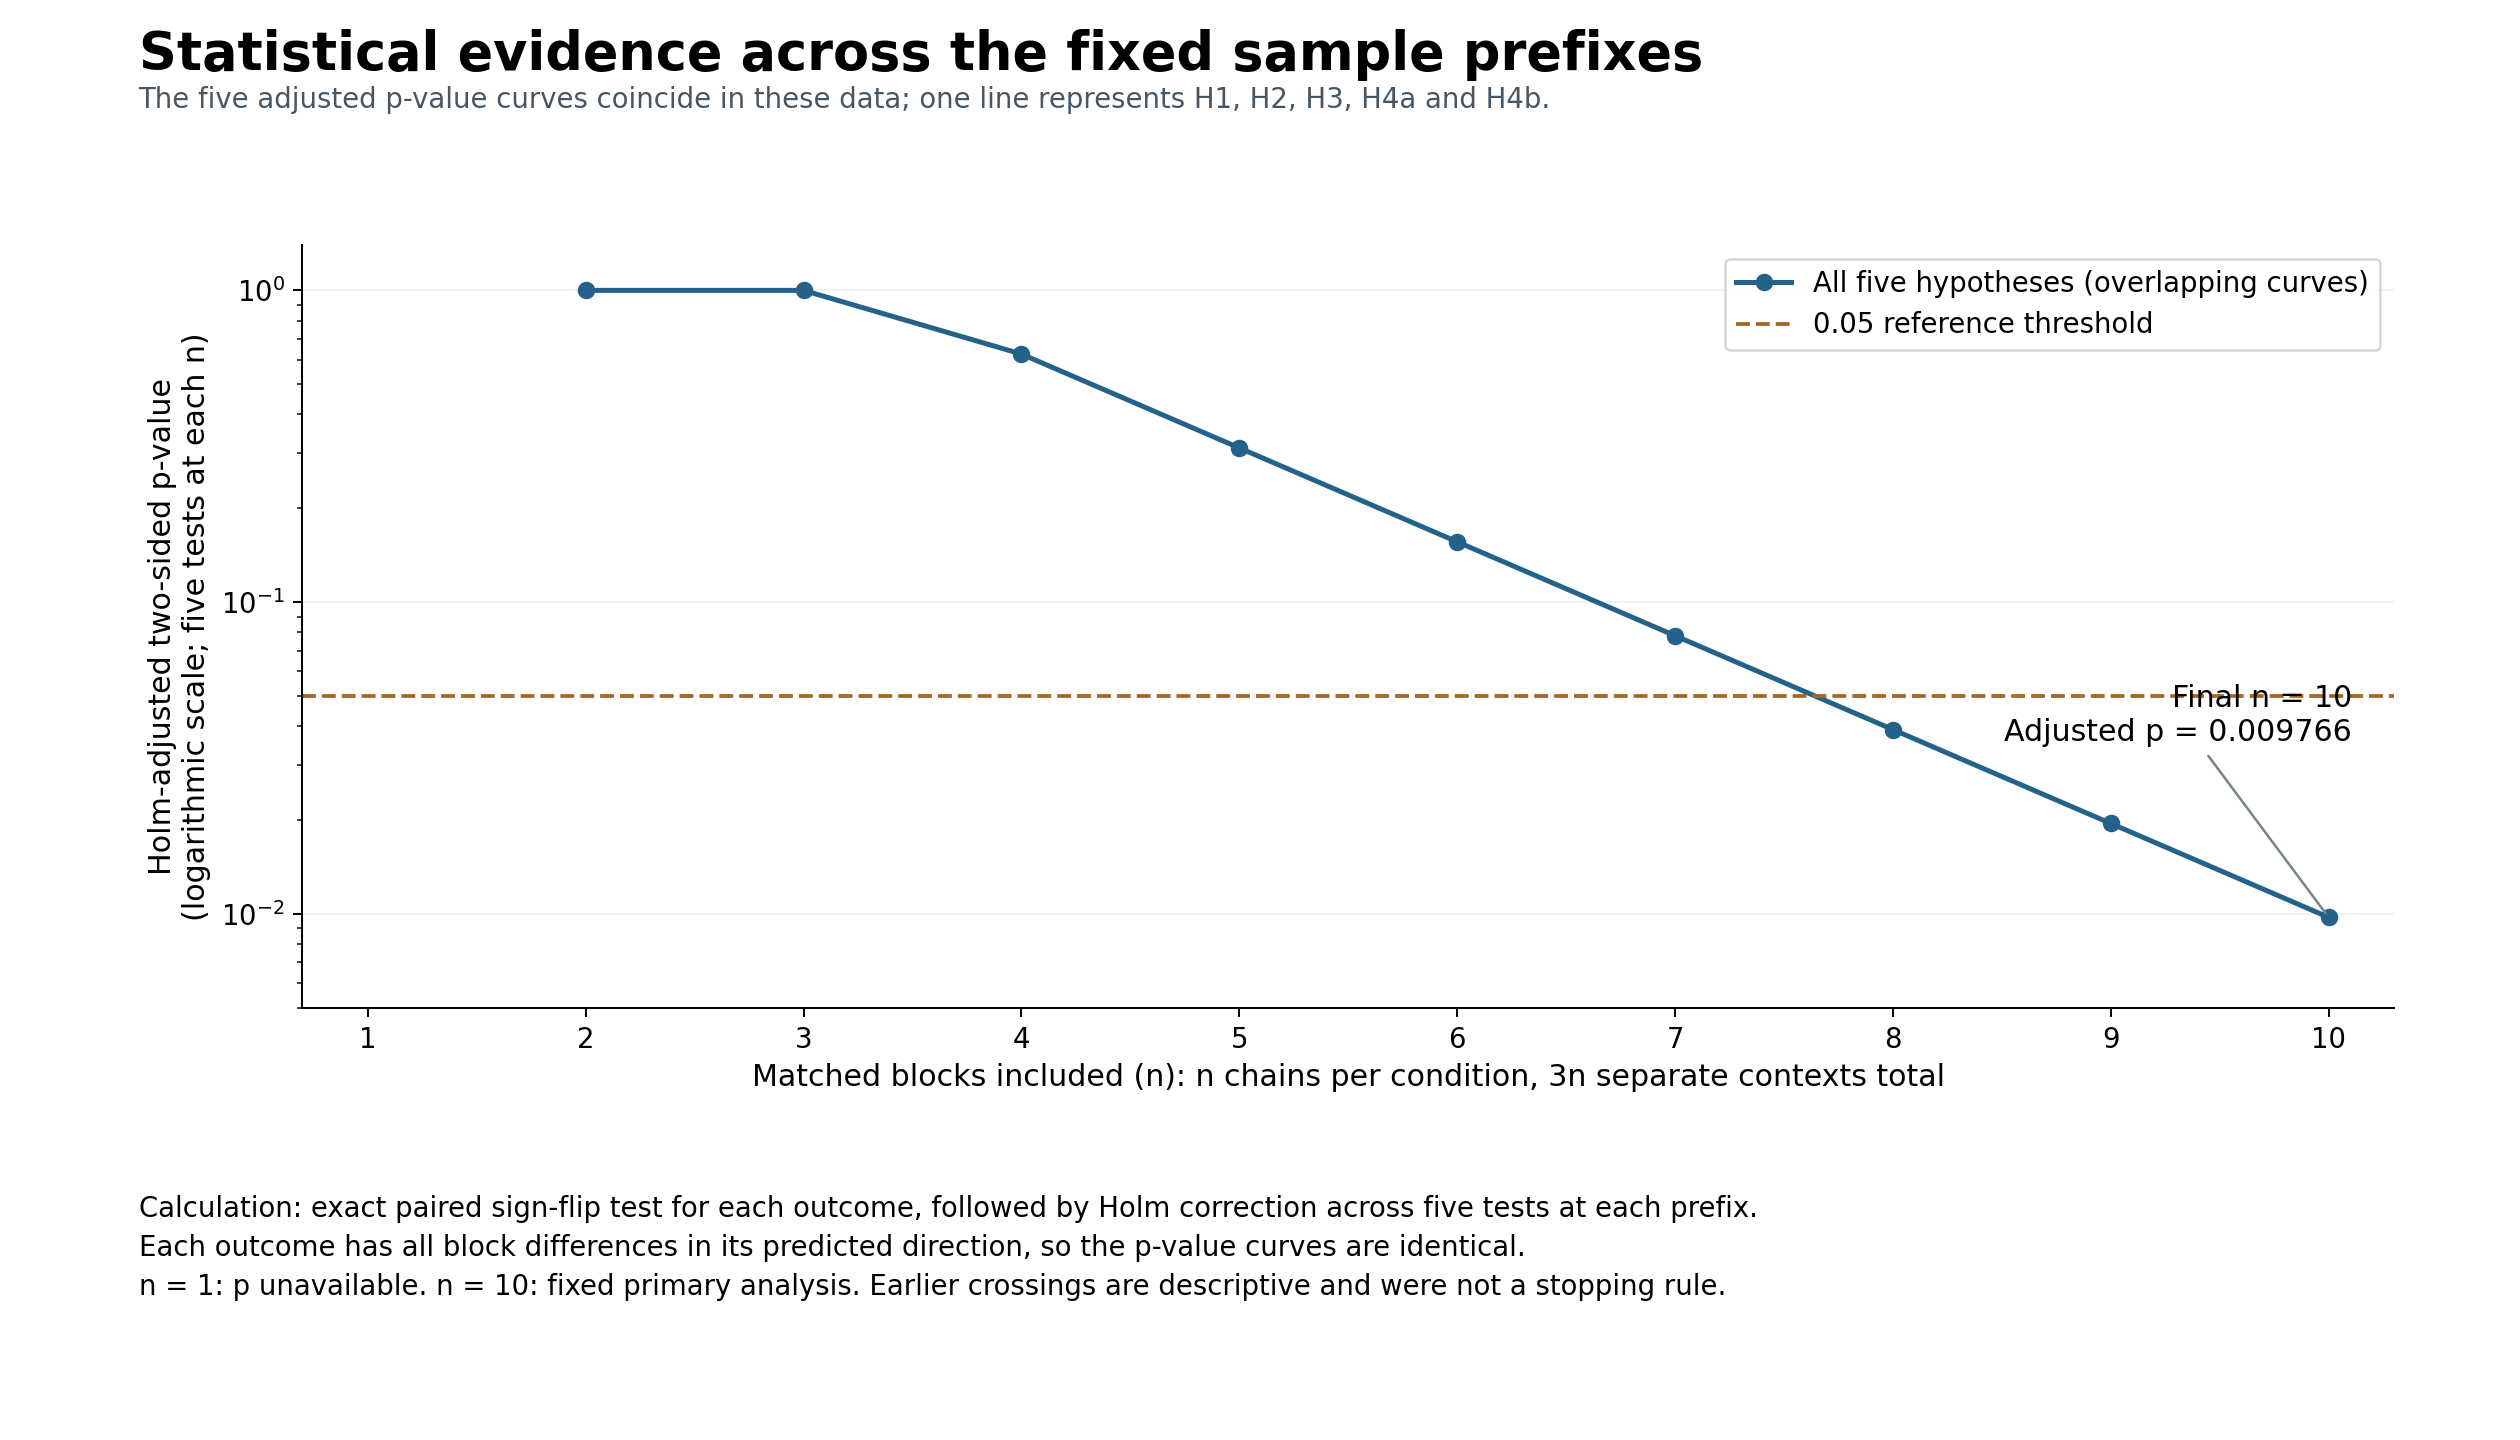 Statistical evidence across the fixed sample prefixes
The five adjusted p-value curves coincide in these data; one line represents H1, H2, H3, H4a and H4b.
Holm-adjusted two-sided p-value
(logarithmic scale; five tests at each n)
10⁰
10⁻¹
10⁻²
All five hypotheses (overlapping curves)
0.05 reference threshold
Final n = 10
Adjusted p = 0.009766
1 2 3 4 5 6 7 8 9 10
Matched blocks included (n): n chains per condition, 3n separate contexts total
Calculation: exact paired sign-flip test for each outcome, followed by Holm correction across five tests at each prefix.
Each outcome has all block differences in its predicted direction, so the p-value curves are identical.
n = 1: p unavailable. n = 10: fixed primary analysis. Earlier crossings are descriptive and were not a stopping rule.